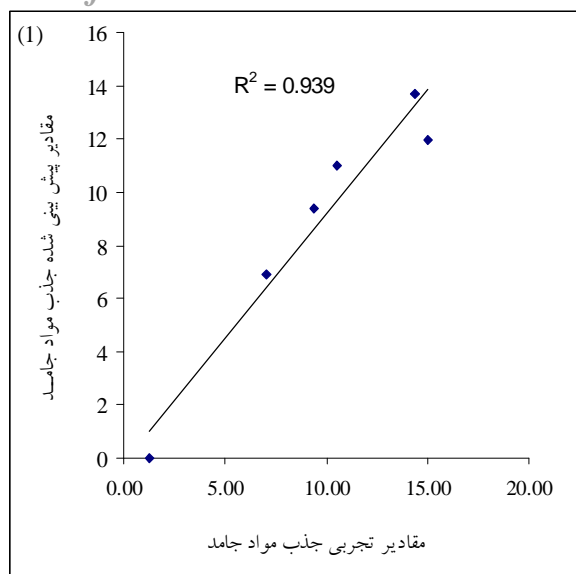 (1)
R² = 0.939
مقادیر پیش بینی شده جذب مواد جامـد
16
14
12
10
8
6
4
2
0
0.00 5.00 10.00 15.00 20.00
مقادیر تجربی جذب مواد جامد